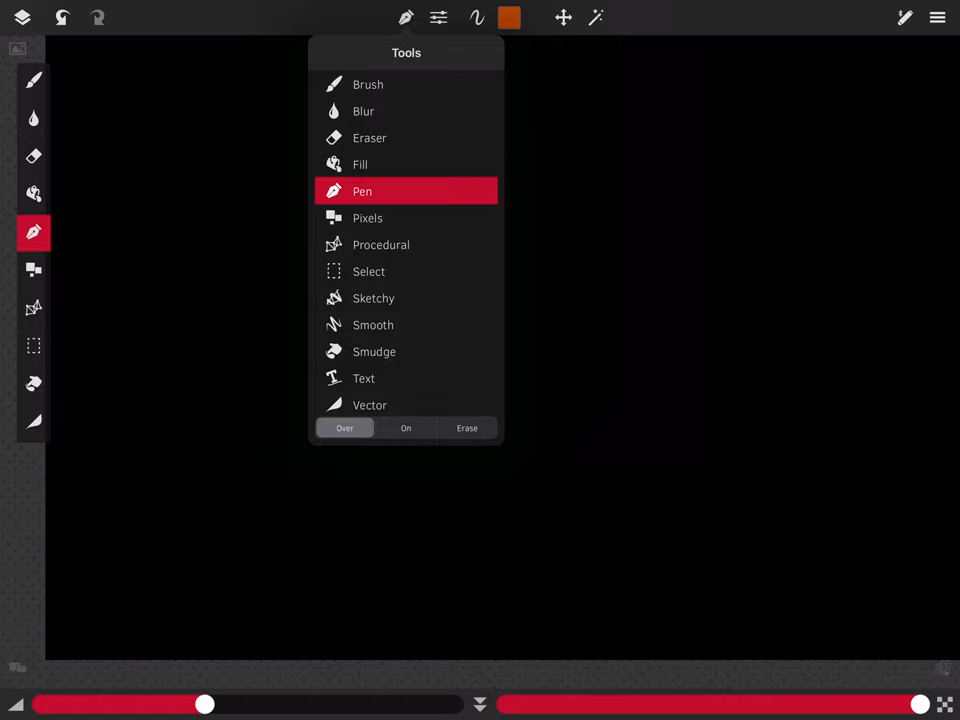 Tools
Brush
Blur
Eraser
Fill
Pen
Pixels
Procedural
Select
Sketchy
Smooth
Smudge
Text
Vector
Over On Erase